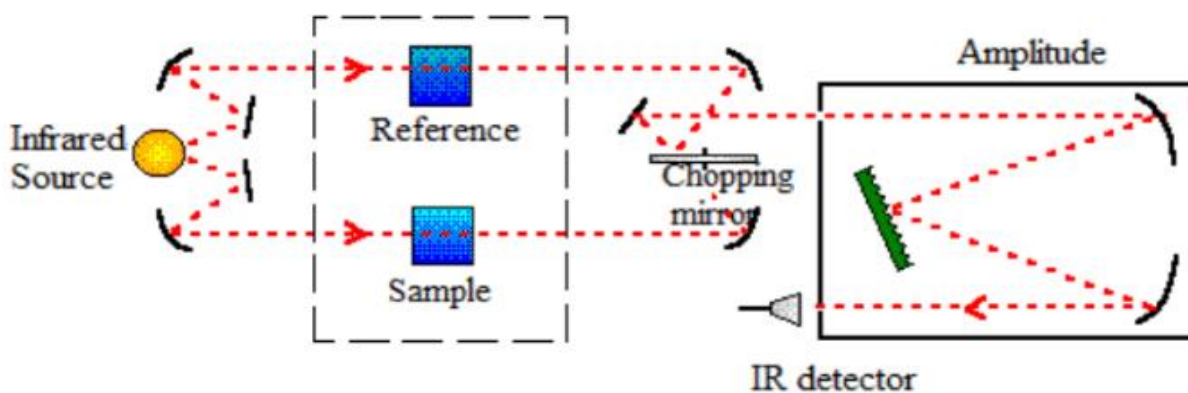 Amplitude
Infrared
Source
Reference
Chopping
mirror
Sample
IR detector